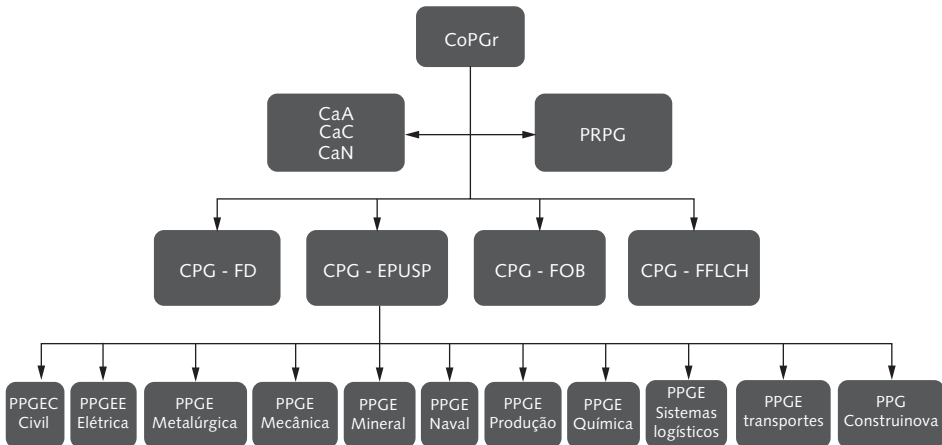 CoPGr
CaA
CaC
CaN
PRPG
CPG - FD
CPG - EPUSP
CPG - FOB
CPG - FFLCH
PPGEC
Civil
PPGEE
Elétrica
PPGE
Metalúrgica
PPGE
Mecânica
PPGE
Mineral
PPGE
Naval
PPGE
Produção
PPGE
Química
PPGE
Sistemas
logísticos
PPGE
transportes
PPG
Construinova